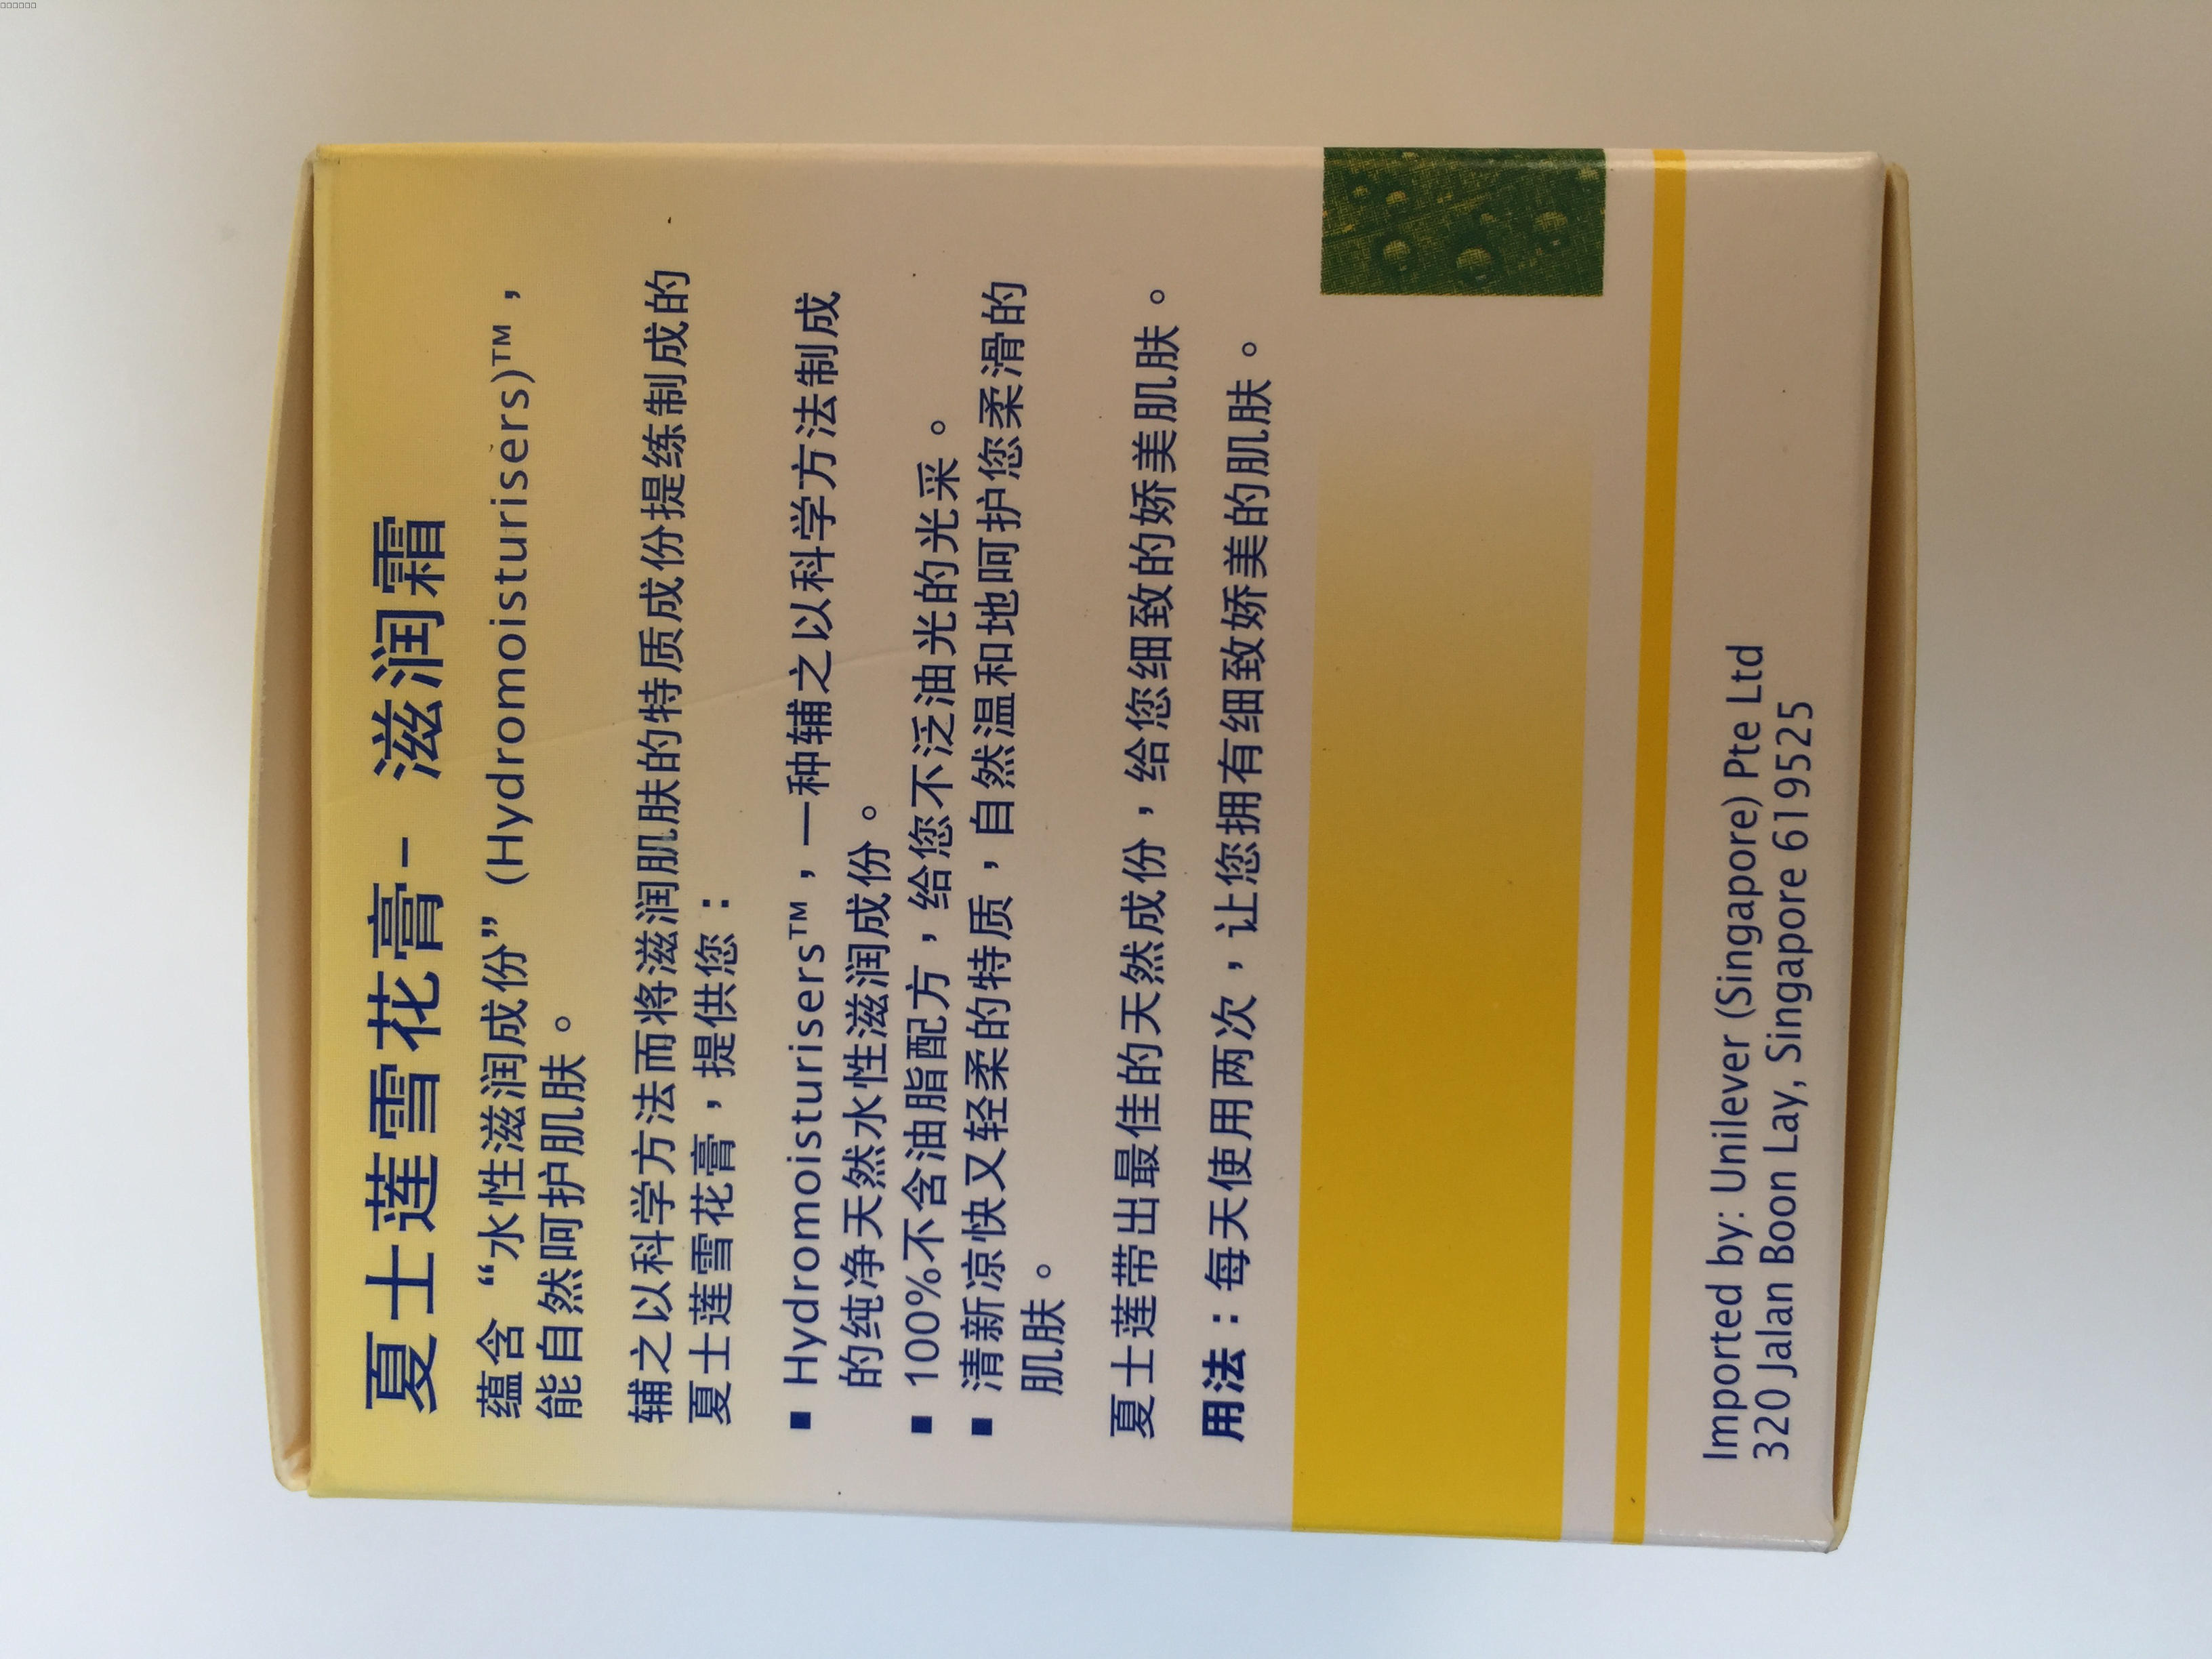 夏士莲雪花膏- 滋润霜
蕴含 “水性滋润成份” (Hydromoisturisers)™，
能自然呵护肌肤。
辅之以科学方法而将滋润肌肤的特质成份提练制成的
夏士莲雪花膏，提供您：
▪ Hydromoisturisers™，一种辅之以科学方法制成
的纯净天然水性滋润成份。
▪ 100%不含油脂配方，给您不泛油光的光采。
▪ 清新凉快又轻柔的特质，自然温和地呵护您柔滑的
肌肤。
夏士莲带出最佳的天然成份，给您细致的娇美肌肤。
用法：每天使用两次，让您拥有细致娇美的肌肤。
Imported by: Unilever (Singapore) Pte Ltd
320 Jalan Boon Lay, Singapore 619525